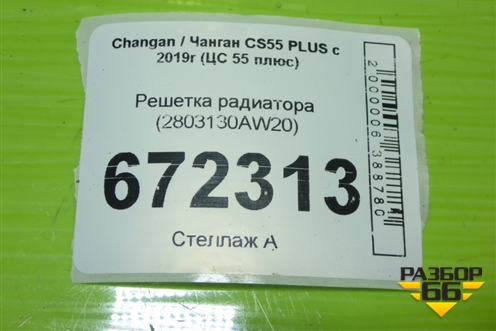 Changan / Чанган CS55 PLUS с
2019г (ЦС 55 плюс)
Решетка радиатора
(2803130AW20)
672313
Стеллаж А
2000006388780
РАЗБОР
66